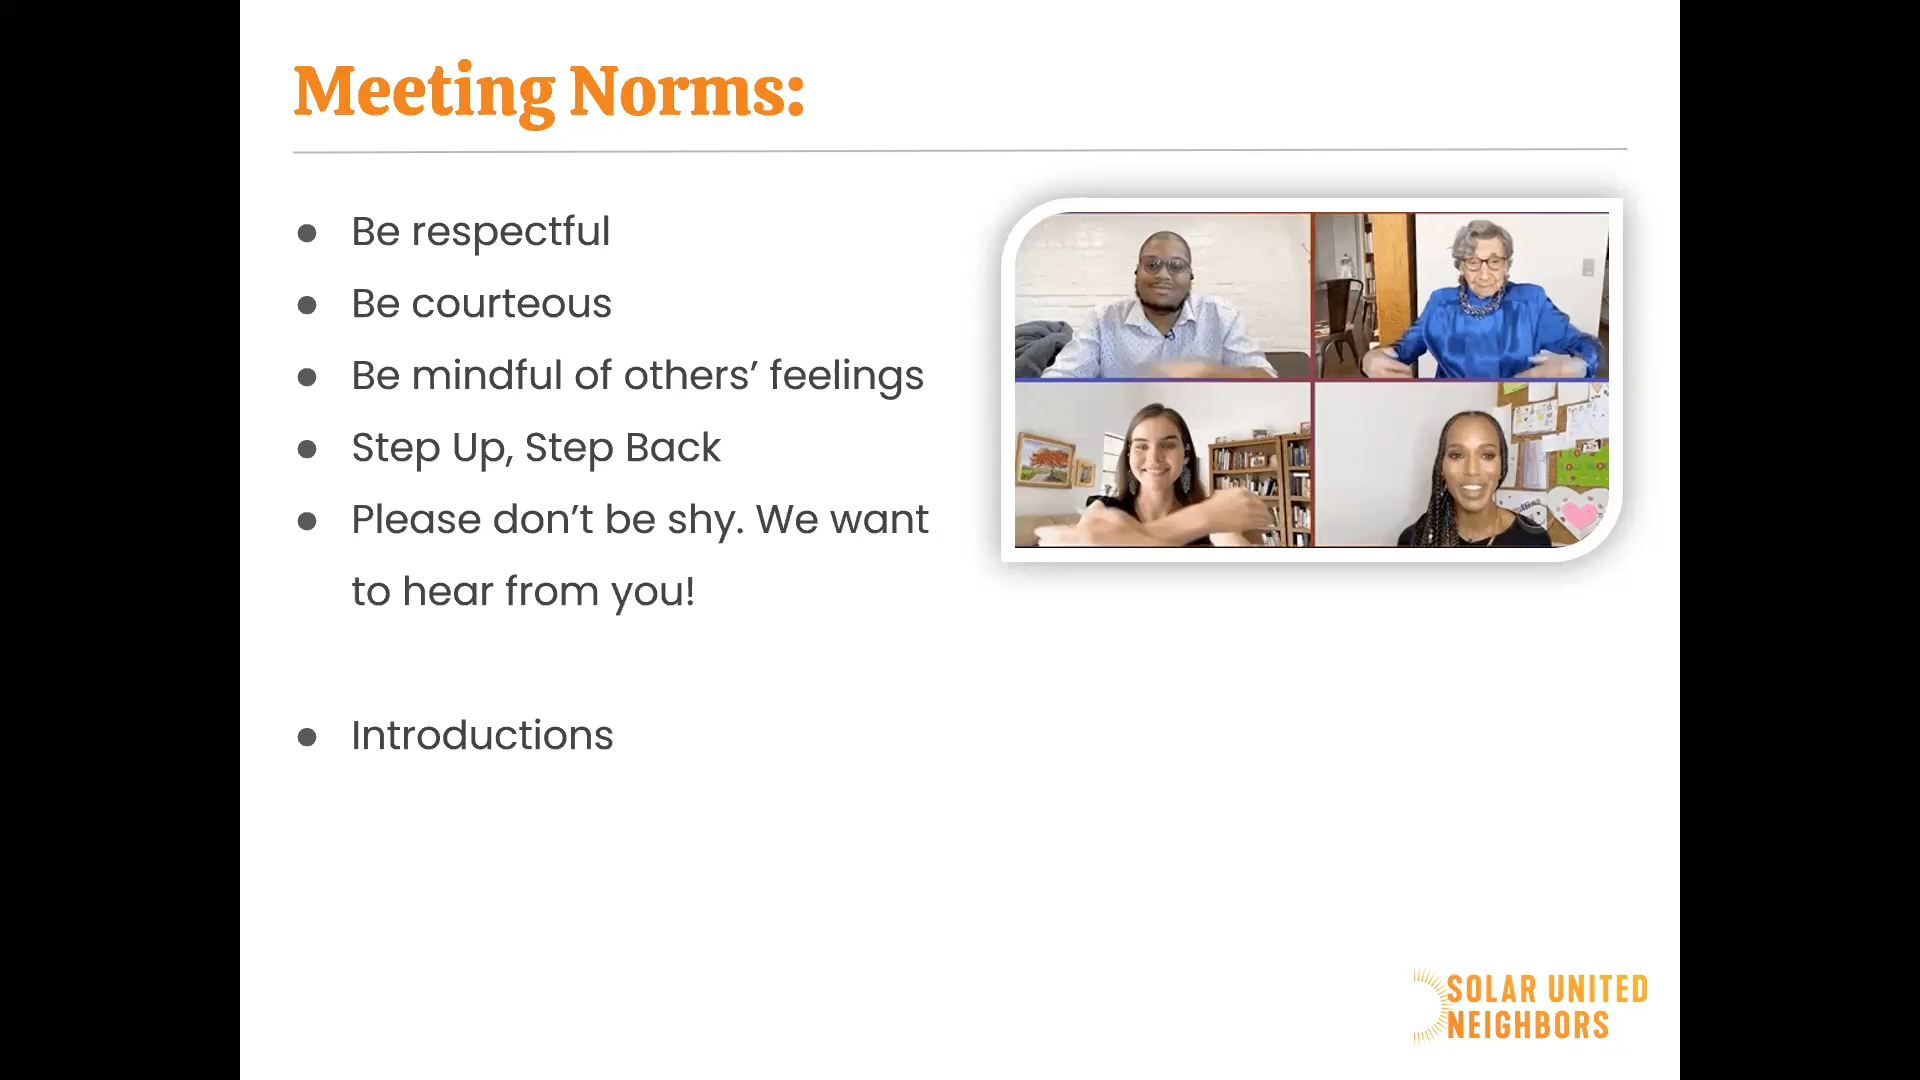 Meeting Norms:
● Be respectful
● Be courteous
● Be mindful of others’ feelings
● Step Up, Step Back
● Please don’t be shy. We want
to hear from you!
● Introductions
SOLAR UNITED
NEIGHBORS